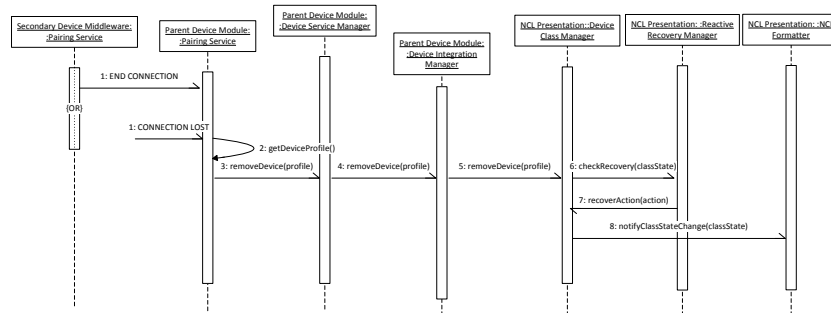 Secondary Device Middleware:
:Pairing Service
Parent Device Module:
:Pairing Service
Parent Device Module:
:Device Service Manager
Parent Device Module:
:Device Integration
Manager
NCL Presentation::Device
Class Manager
NCL Presentation: :Reactive
Recovery Manager
NCL Presentation: :NCL
Formatter
1: END CONNECTION
{OR}
1: CONNECTION LOST
2: getDeviceProfile()
3: removeDevice(profile)
4: removeDevice(profile)
5: removeDevice(profile)
6: checkRecovery(classState)
7: recoverAction(action)
8: notifyClassStateChange(classState)